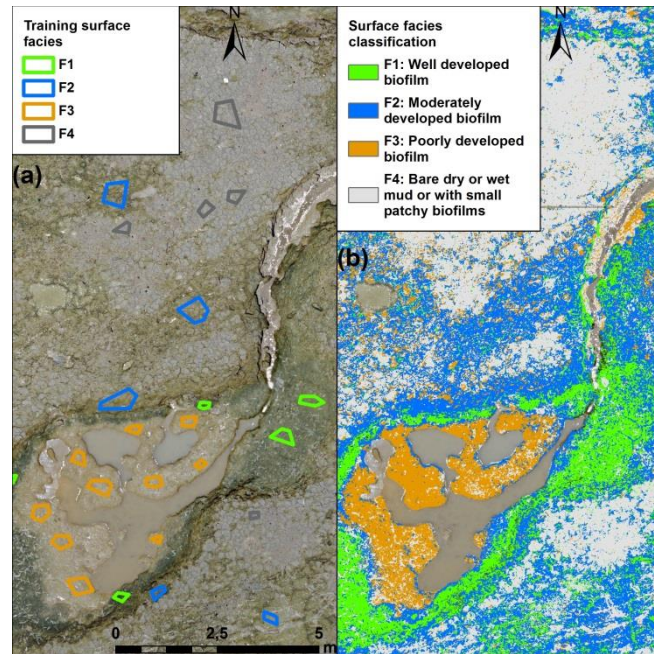 Training surface
facies
F1
F2
F3
F4
(a)
0 2,5 5
m
Surface facies
classification
F1: Well developed
biofilm
F2: Moderately
developed biofilm
F3: Poorly developed
biofilm
F4: Bare dry or wet
mud or with small
patchy biofilms
(b)